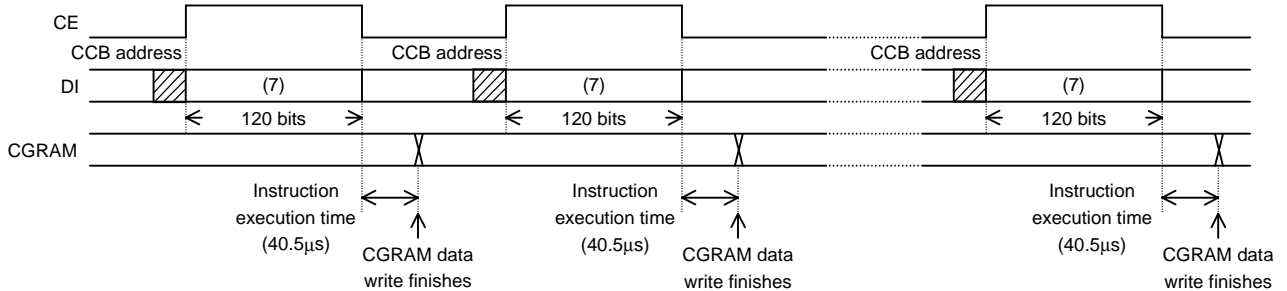 CE
CCB address CCB address CCB address
DI (7) (7) (7)
120 bits 120 bits 120 bits
CGRAM
Instruction Instruction Instruction
execution time execution time execution time
(40.5μs) (40.5μs) (40.5μs)
CGRAM data CGRAM data CGRAM data
write finishes write finishes write finishes